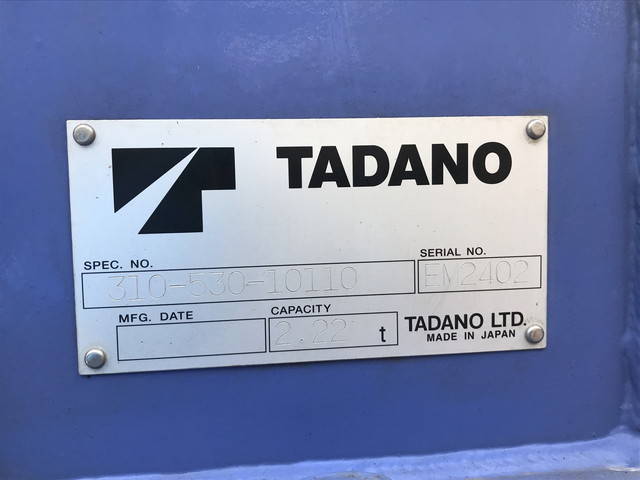 TADANO
SPEC. NO.
310-530-10110
SERIAL NO.
EM2402
MFG. DATE
CAPACITY
2.22 t
TADANO LTD.
MADE IN JAPAN